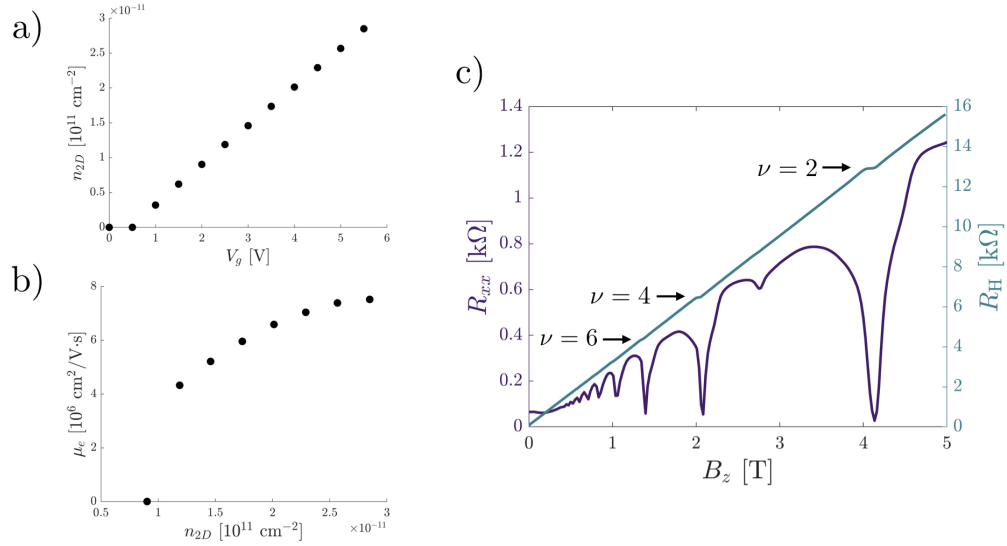 a)
×10⁻¹¹
3
2.5
2
1.5
1
0.5
0
n₂D [10¹¹ cm⁻²]
0 1 2 3 4 5 6
V_g [V]
b)
8
6
4
2
0
μₑ [10⁶ cm²/V·s]
0.5 1 1.5 2 2.5 3
×10⁻¹¹
n₂D [10¹¹ cm⁻²]
c)
1.4
1.2
1
0.8
0.6
0.4
0.2
0
R_xx [kΩ]
ν = 2
ν = 4
ν = 6
16
14
12
10
8
6
4
2
0
R_H [kΩ]
0 1 2 3 4 5
B_z [T]